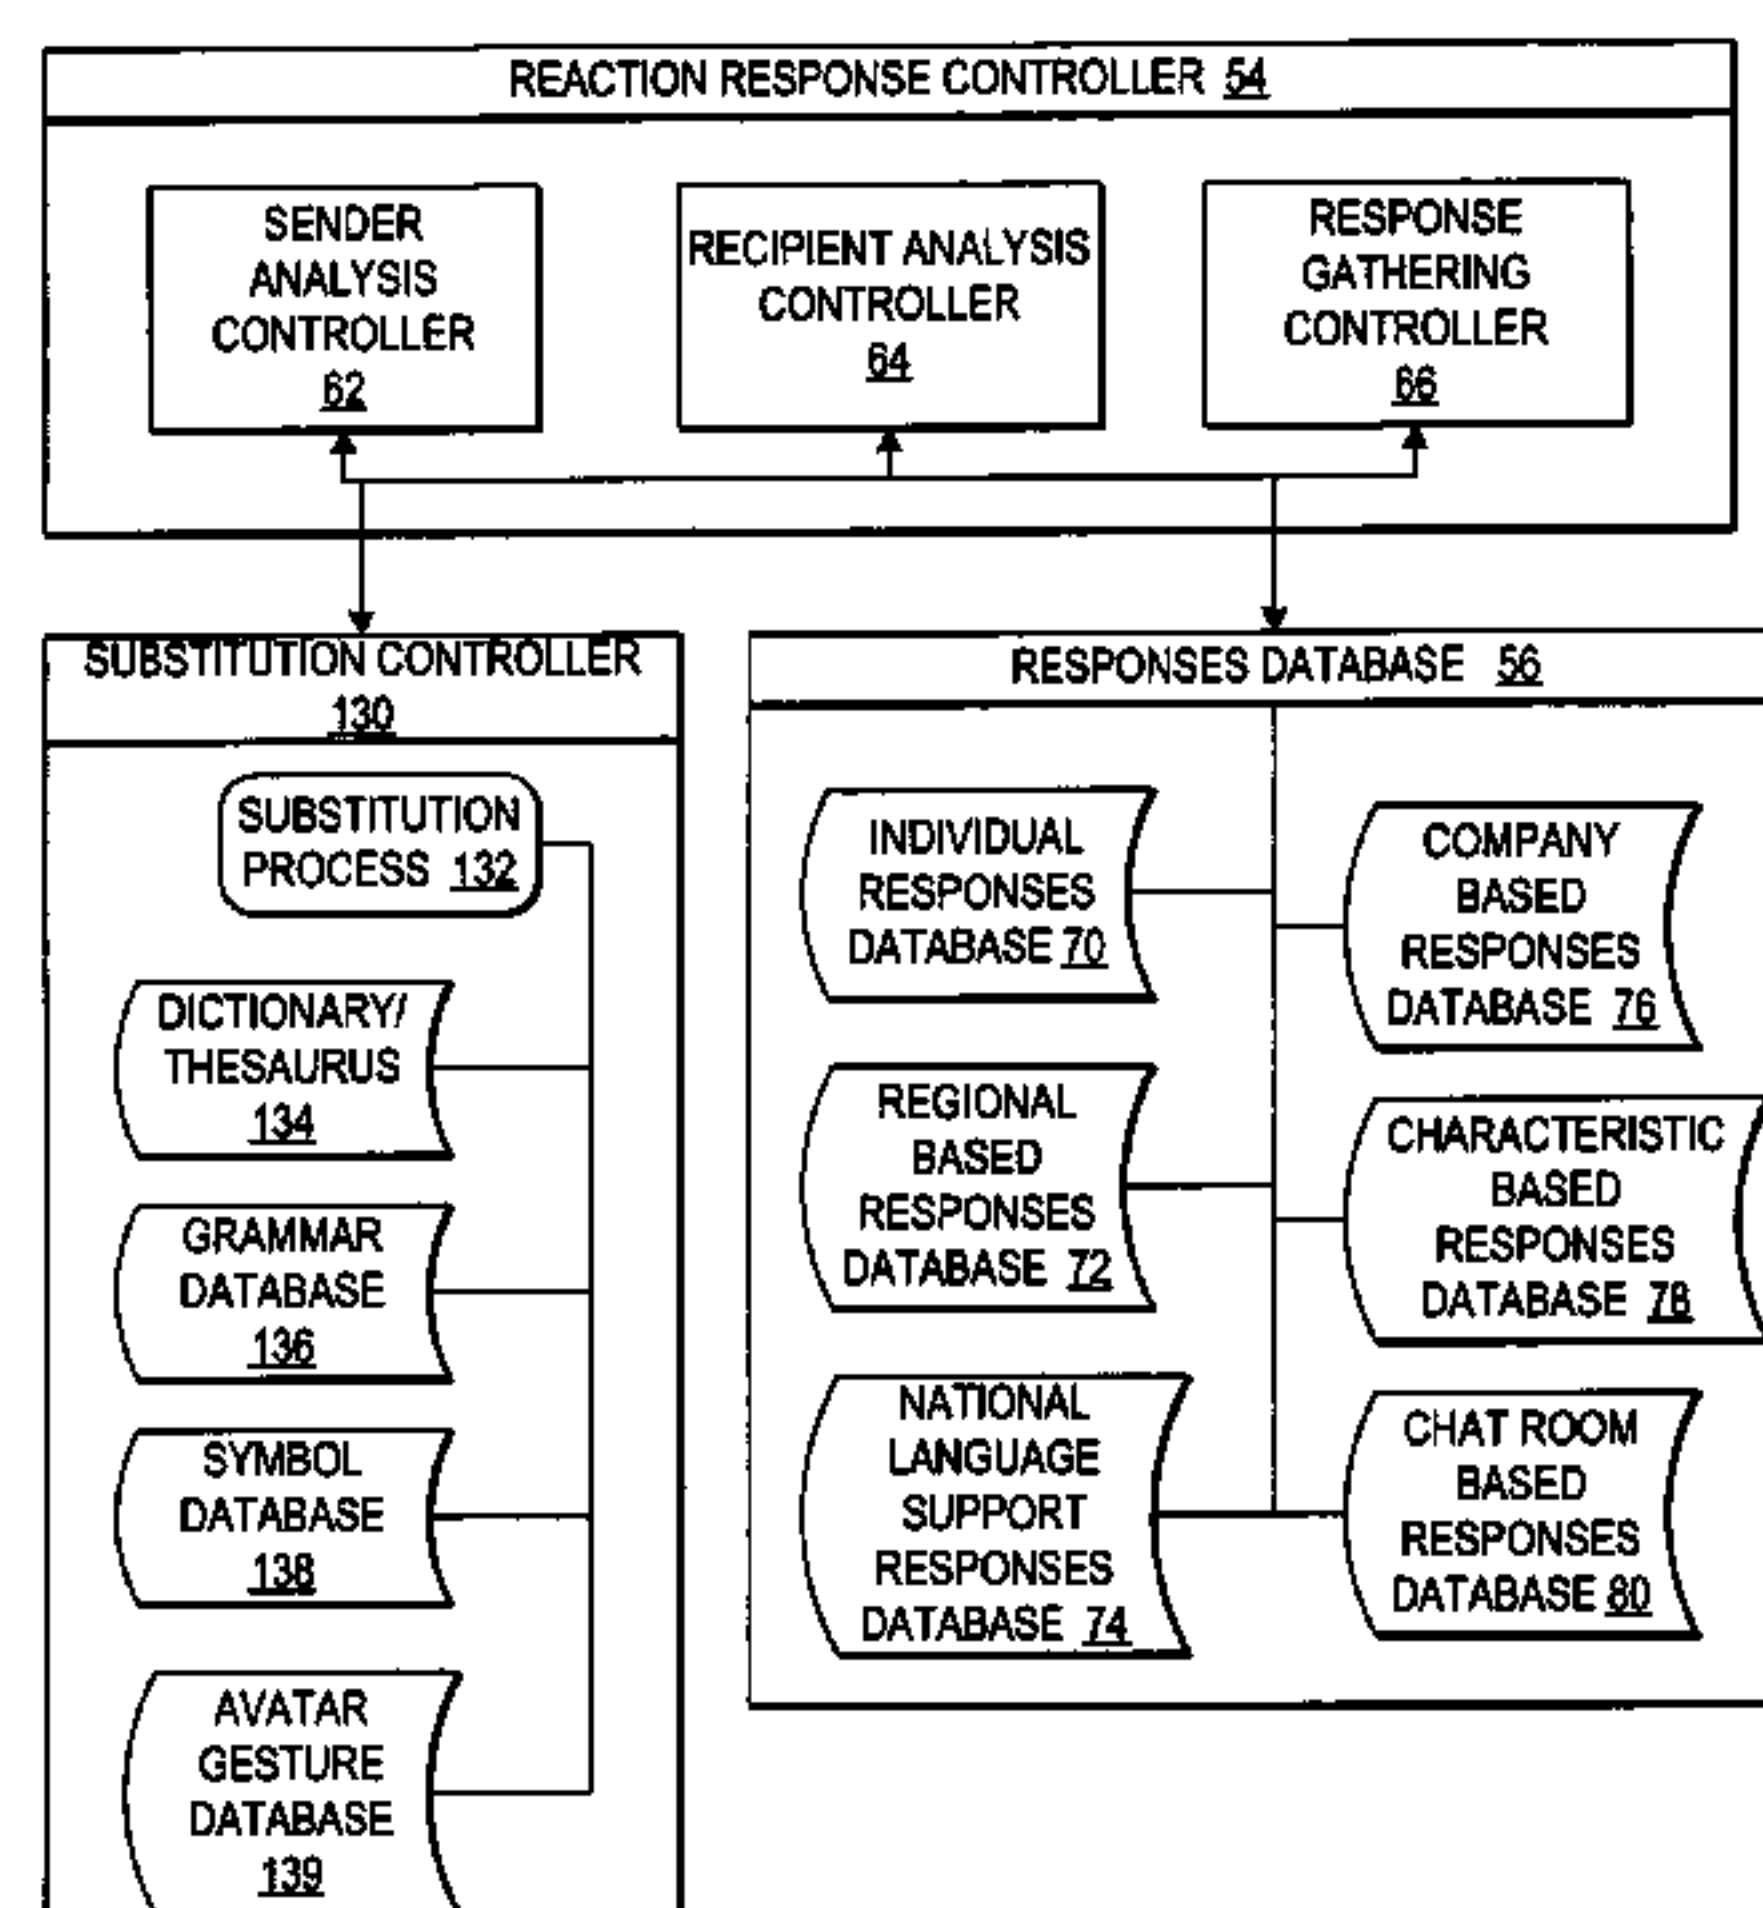 REACTION RESPONSE CONTROLLER 54
SENDER
ANALYSIS
CONTROLLER
62
RECIPIENT ANALYSIS
CONTROLLER
64
RESPONSE
GATHERING
CONTROLLER
66
SUBSTITUTION CONTROLLER
130
SUBSTITUTION
PROCESS 132
DICTIONARY/
THESAURUS
134
GRAMMAR
DATABASE
136
SYMBOL
DATABASE
138
AVATAR
GESTURE
DATABASE
139
RESPONSES DATABASE 56
INDIVIDUAL
RESPONSES
DATABASE 70
REGIONAL
BASED
RESPONSES
DATABASE 72
NATIONAL
LANGUAGE
SUPPORT
RESPONSES
DATABASE 74
COMPANY
BASED
RESPONSES
DATABASE 76
CHARACTERISTIC
BASED
RESPONSES
DATABASE 78
CHAT ROOM
BASED
RESPONSES
DATABASE 80